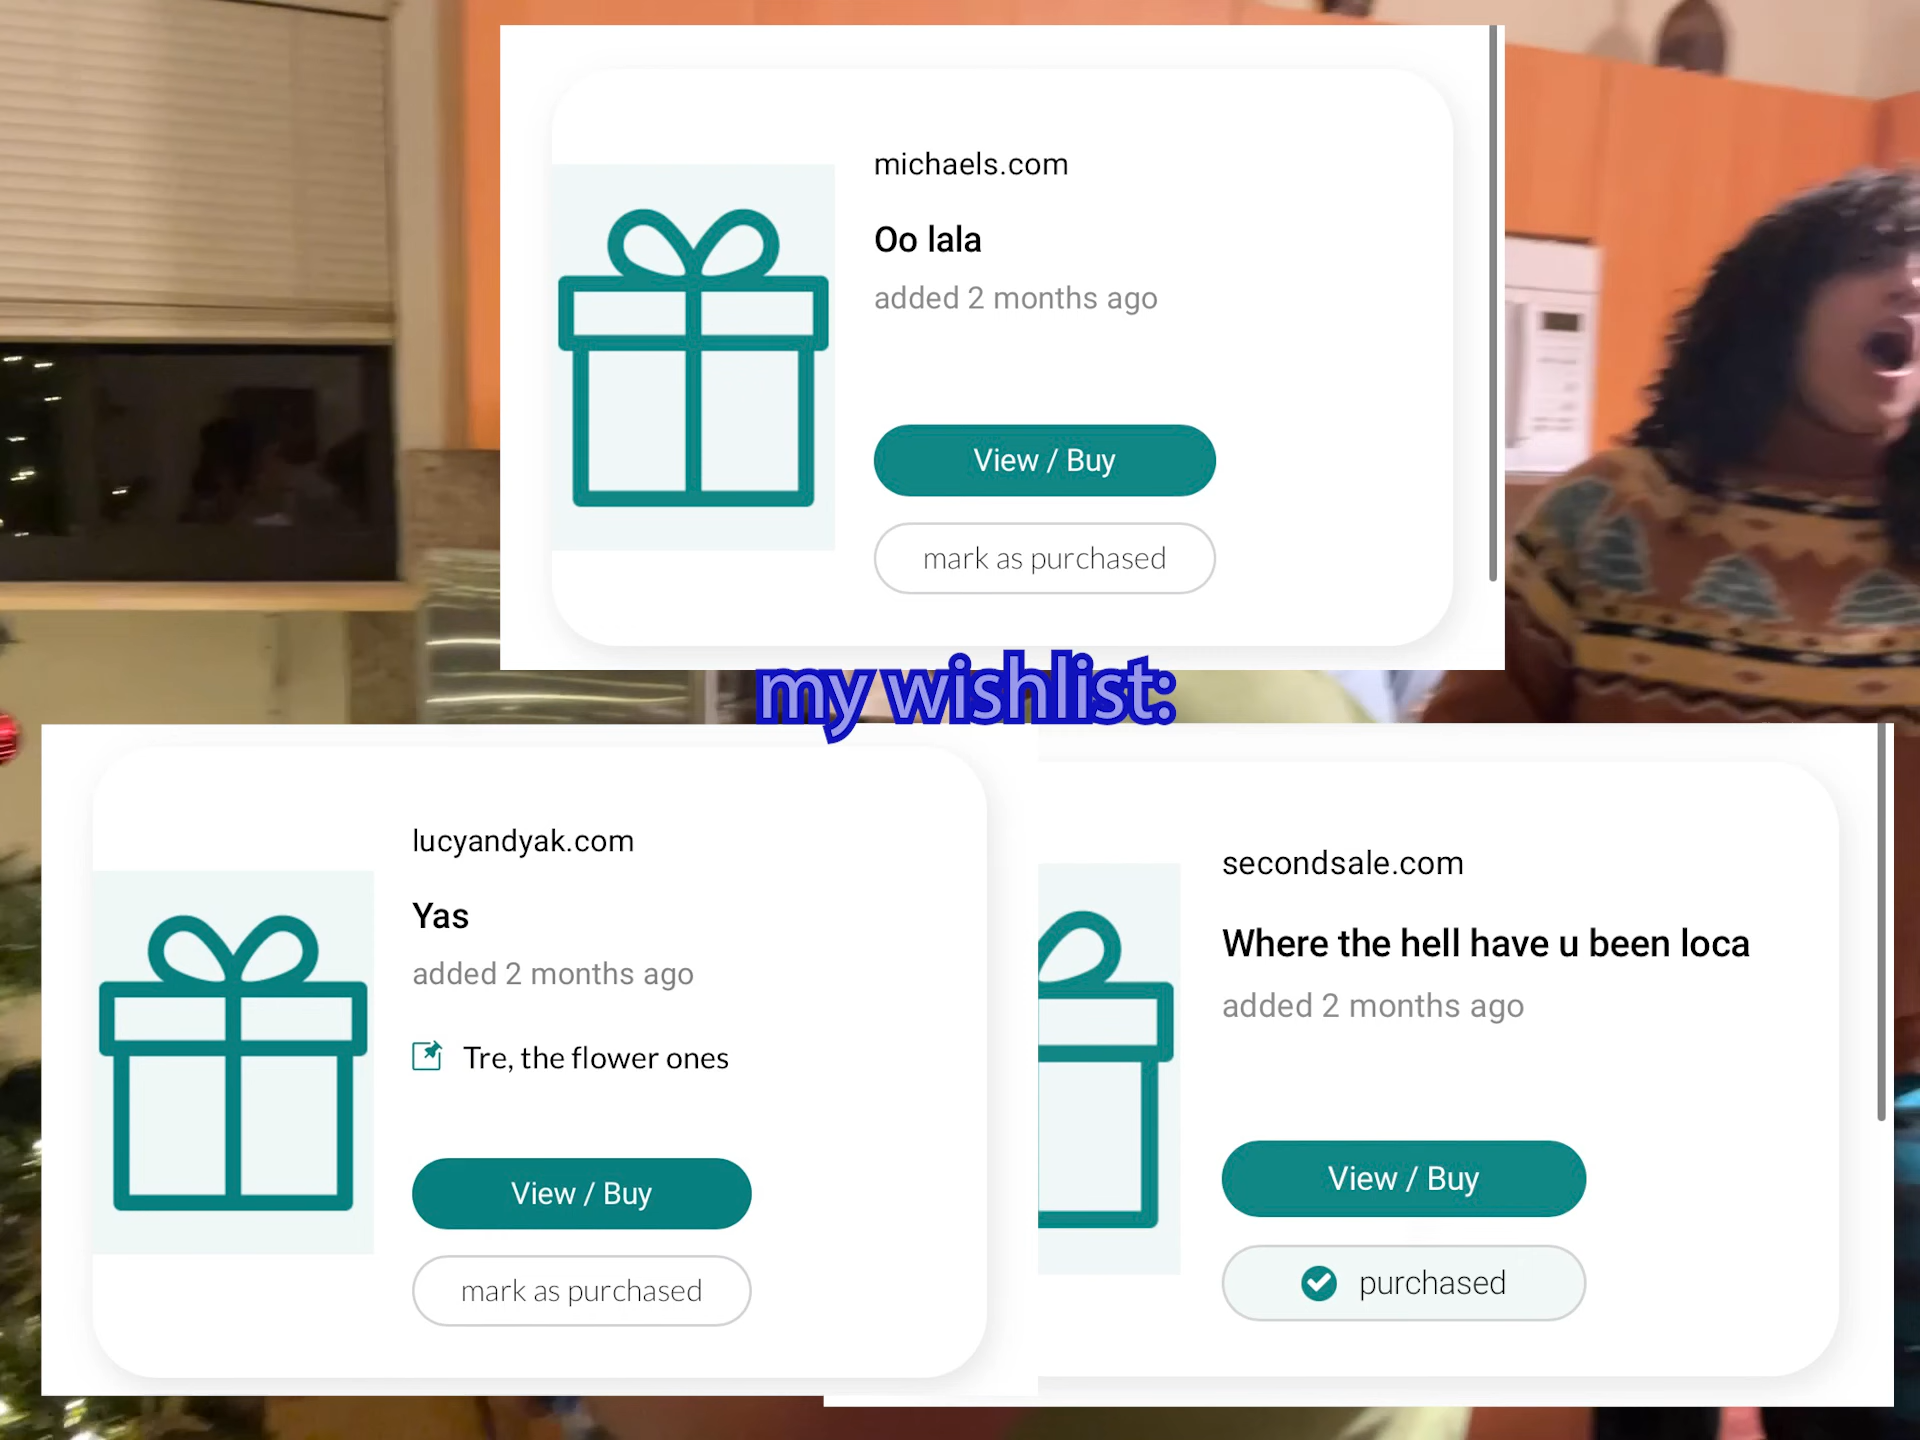 michaels.com
Oo lala
added 2 months ago
View / Buy
mark as purchased
my wishlist:
lucyandyak.com
Yas
added 2 months ago
Tre, the flower ones
View / Buy
mark as purchased
secondsale.com
Where the hell have u been loca
added 2 months ago
View / Buy
purchased